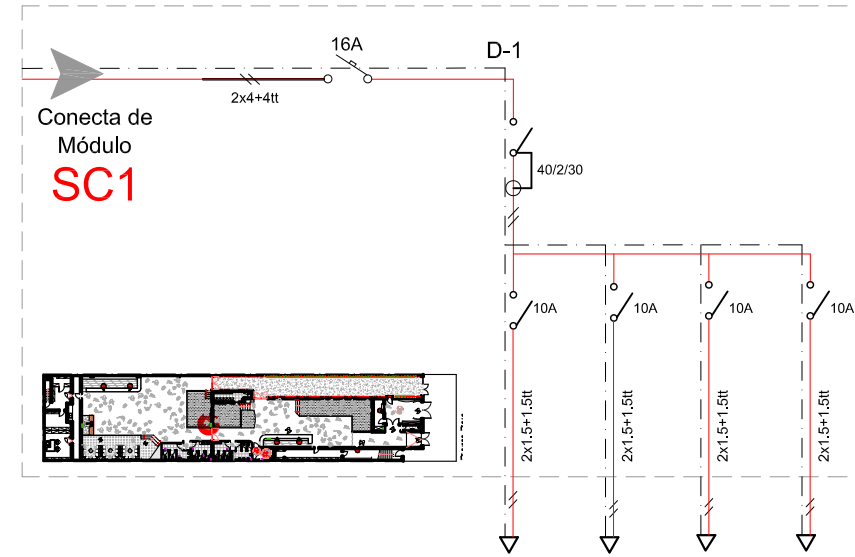 16A
D-1
2x4+4tt
Conecta de
Módulo
SC1
40/2/30
10A
10A
10A
10A
2x1.5+1.5tt
2x1.5+1.5tt
2x1.5+1.5tt
2x1.5+1.5tt